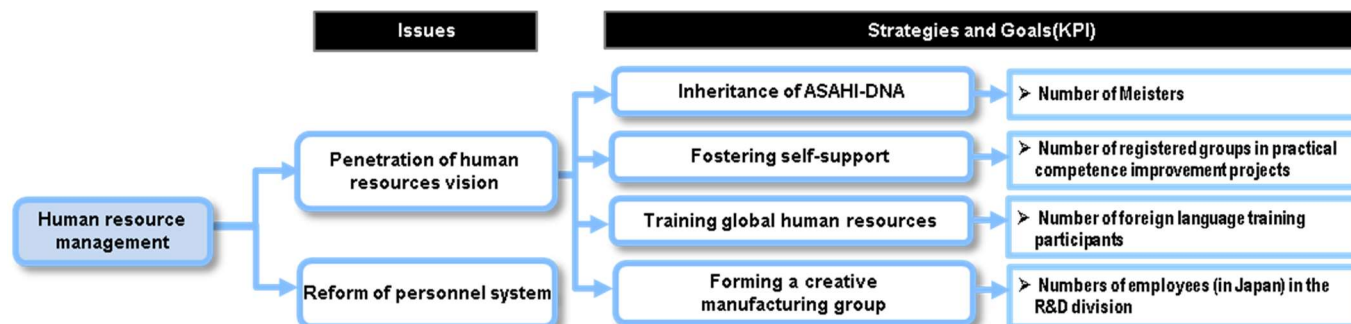 Issues
Strategies and Goals(KPI)
Human resource
management
Penetration of human
resources vision
Reform of personnel system
Inheritance of ASAHI-DNA
➢ Number of Meisters
Fostering self-support
➢ Number of registered groups in practical
competence improvement projects
Training global human resources
➢ Number of foreign language training
participants
Forming a creative
manufacturing group
➢ Numbers of employees (in Japan) in the
R&D division